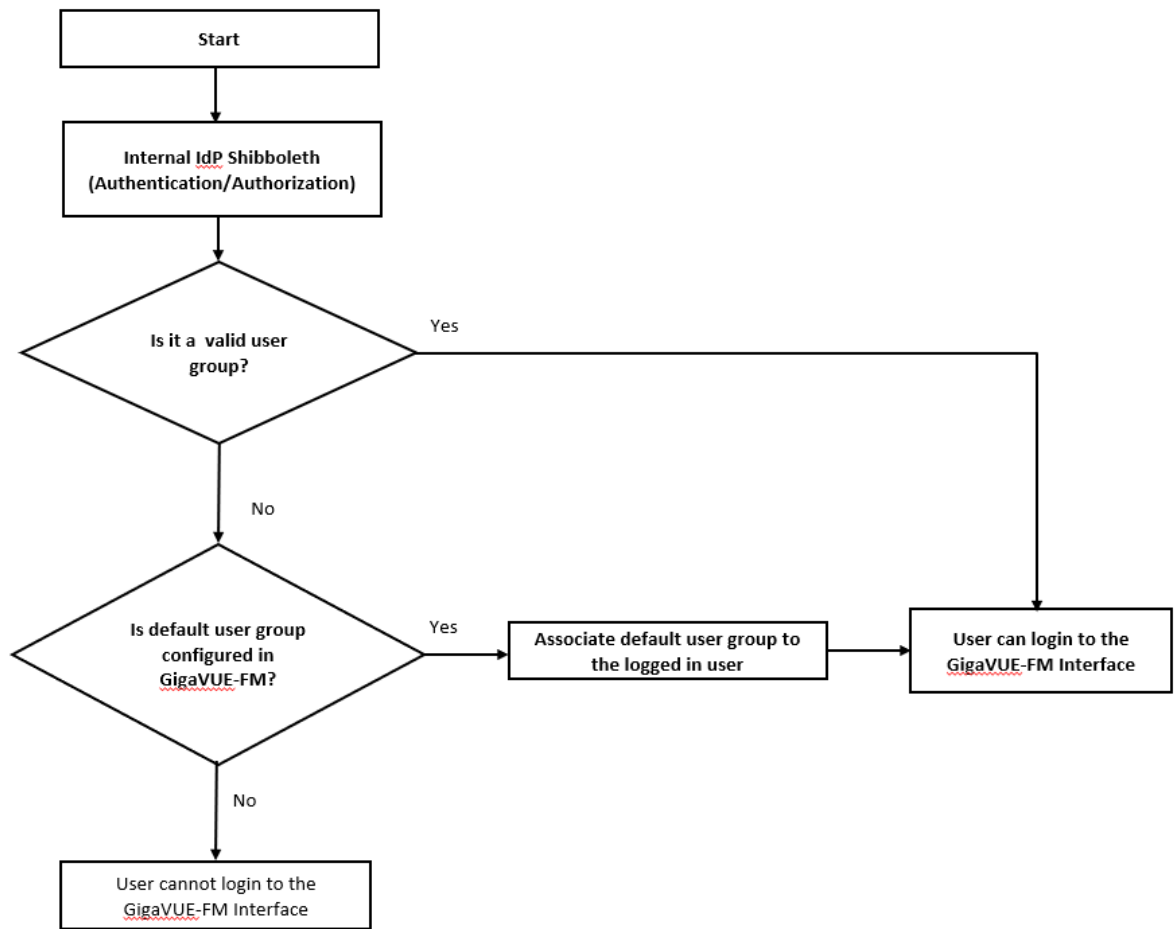 Start
Internal IdP Shibboleth
(Authentication/Authorization)
Is it a valid user
group?
Yes
No
Is default user group
configured in
GigaVUE-FM?
Yes
Associate default user group to
the logged in user
User can login to the
GigaVUE-FM Interface
No
User cannot login to the
GigaVUE-FM Interface